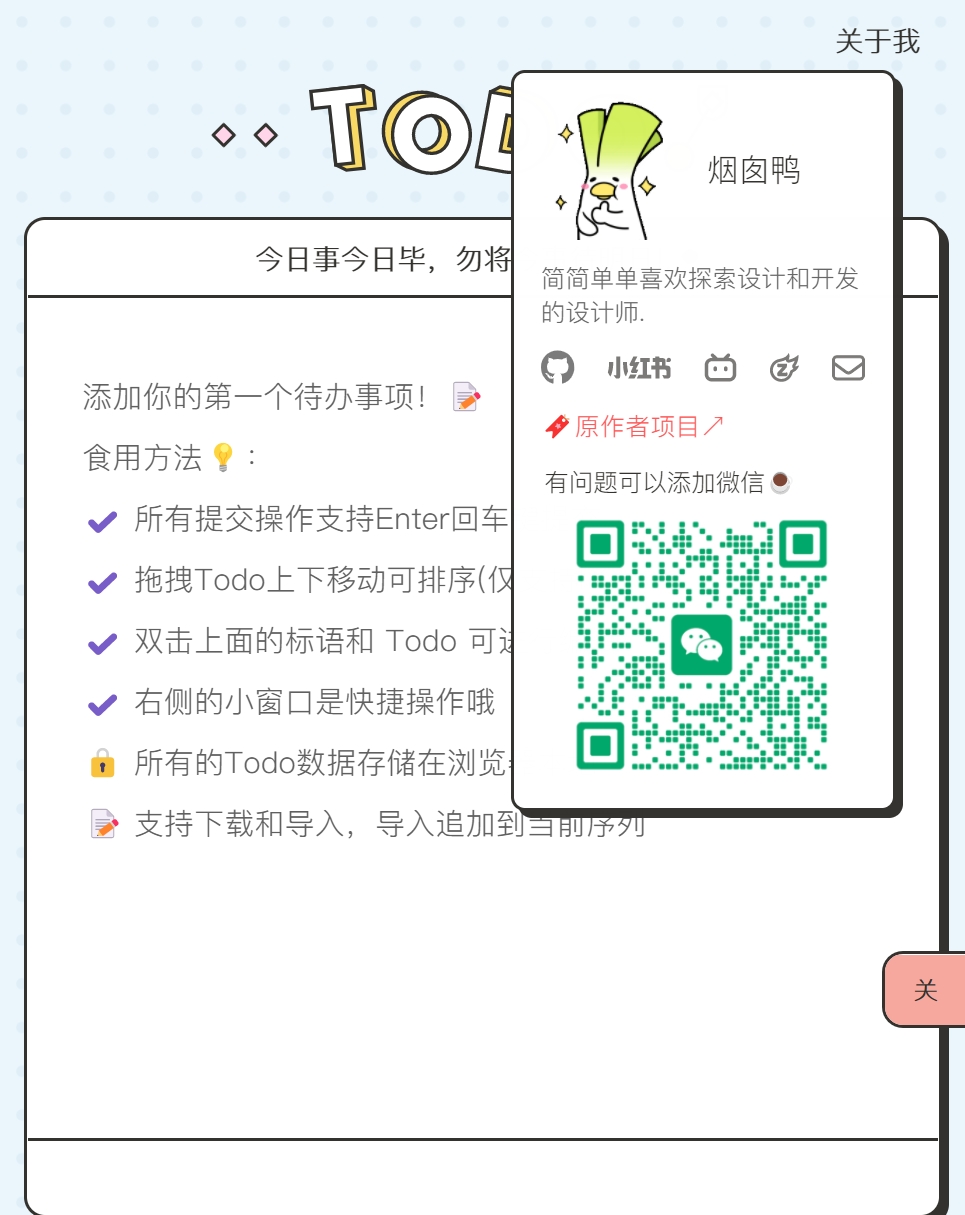 关于我
TOD
烟囱鸭
今日事今日毕，勿将
简简单单喜欢探索设计和开发
的设计师.
小红书
原作者项目↗
有问题可以添加微信
添加你的第一个待办事项！
食用方法 :
所有提交操作支持Enter回车
拖拽Todo上下移动可排序(仅
双击上面的标语和 Todo 可
右侧的小窗口是快捷操作哦
所有的Todo数据存储在浏览
支持下载和导入，导入追加到当前序列
关